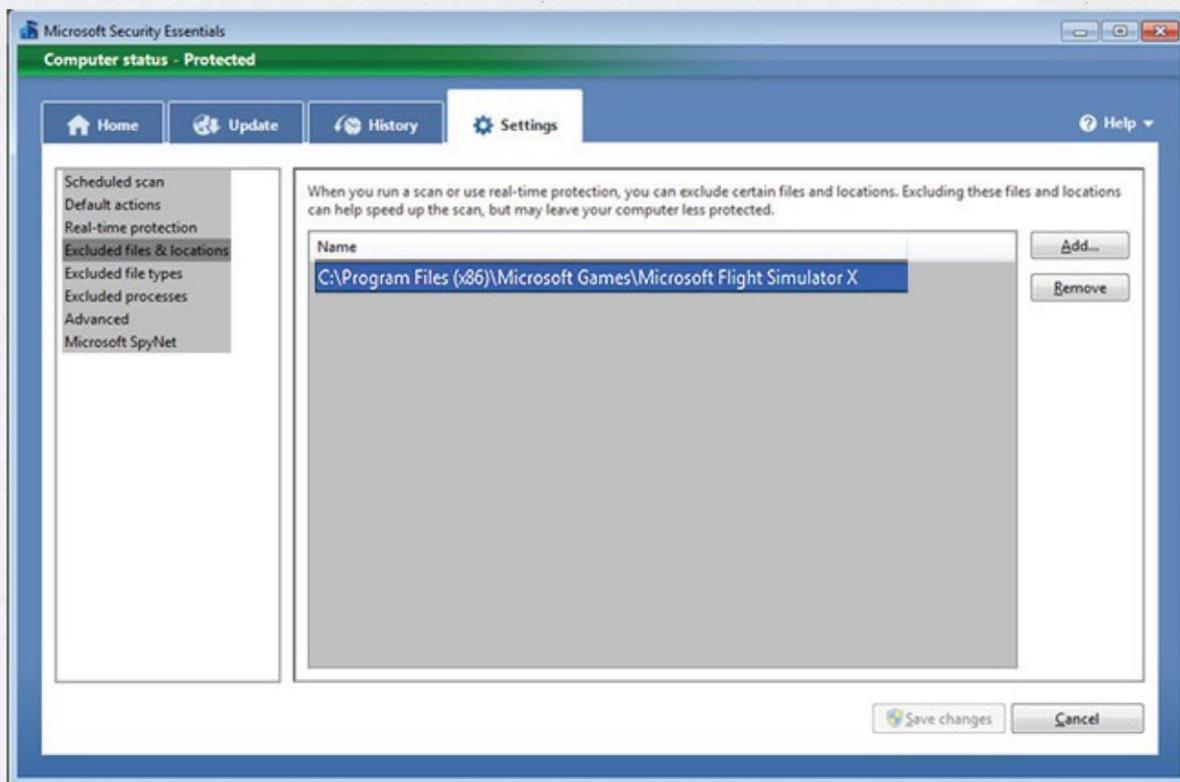 Microsoft Security Essentials
Computer status - Protected
Home
Update
History
Settings
Help
Scheduled scan
Default actions
Real-time protection
Excluded files & locations
Excluded file types
Excluded processes
Advanced
Microsoft SpyNet
When you run a scan or use real-time protection, you can exclude certain files and locations. Excluding these files and locations
can help speed up the scan, but may leave your computer less protected.
Name
C:\Program Files (x86)\Microsoft Games\Microsoft Flight Simulator X
Add...
Remove
Save changes
Cancel